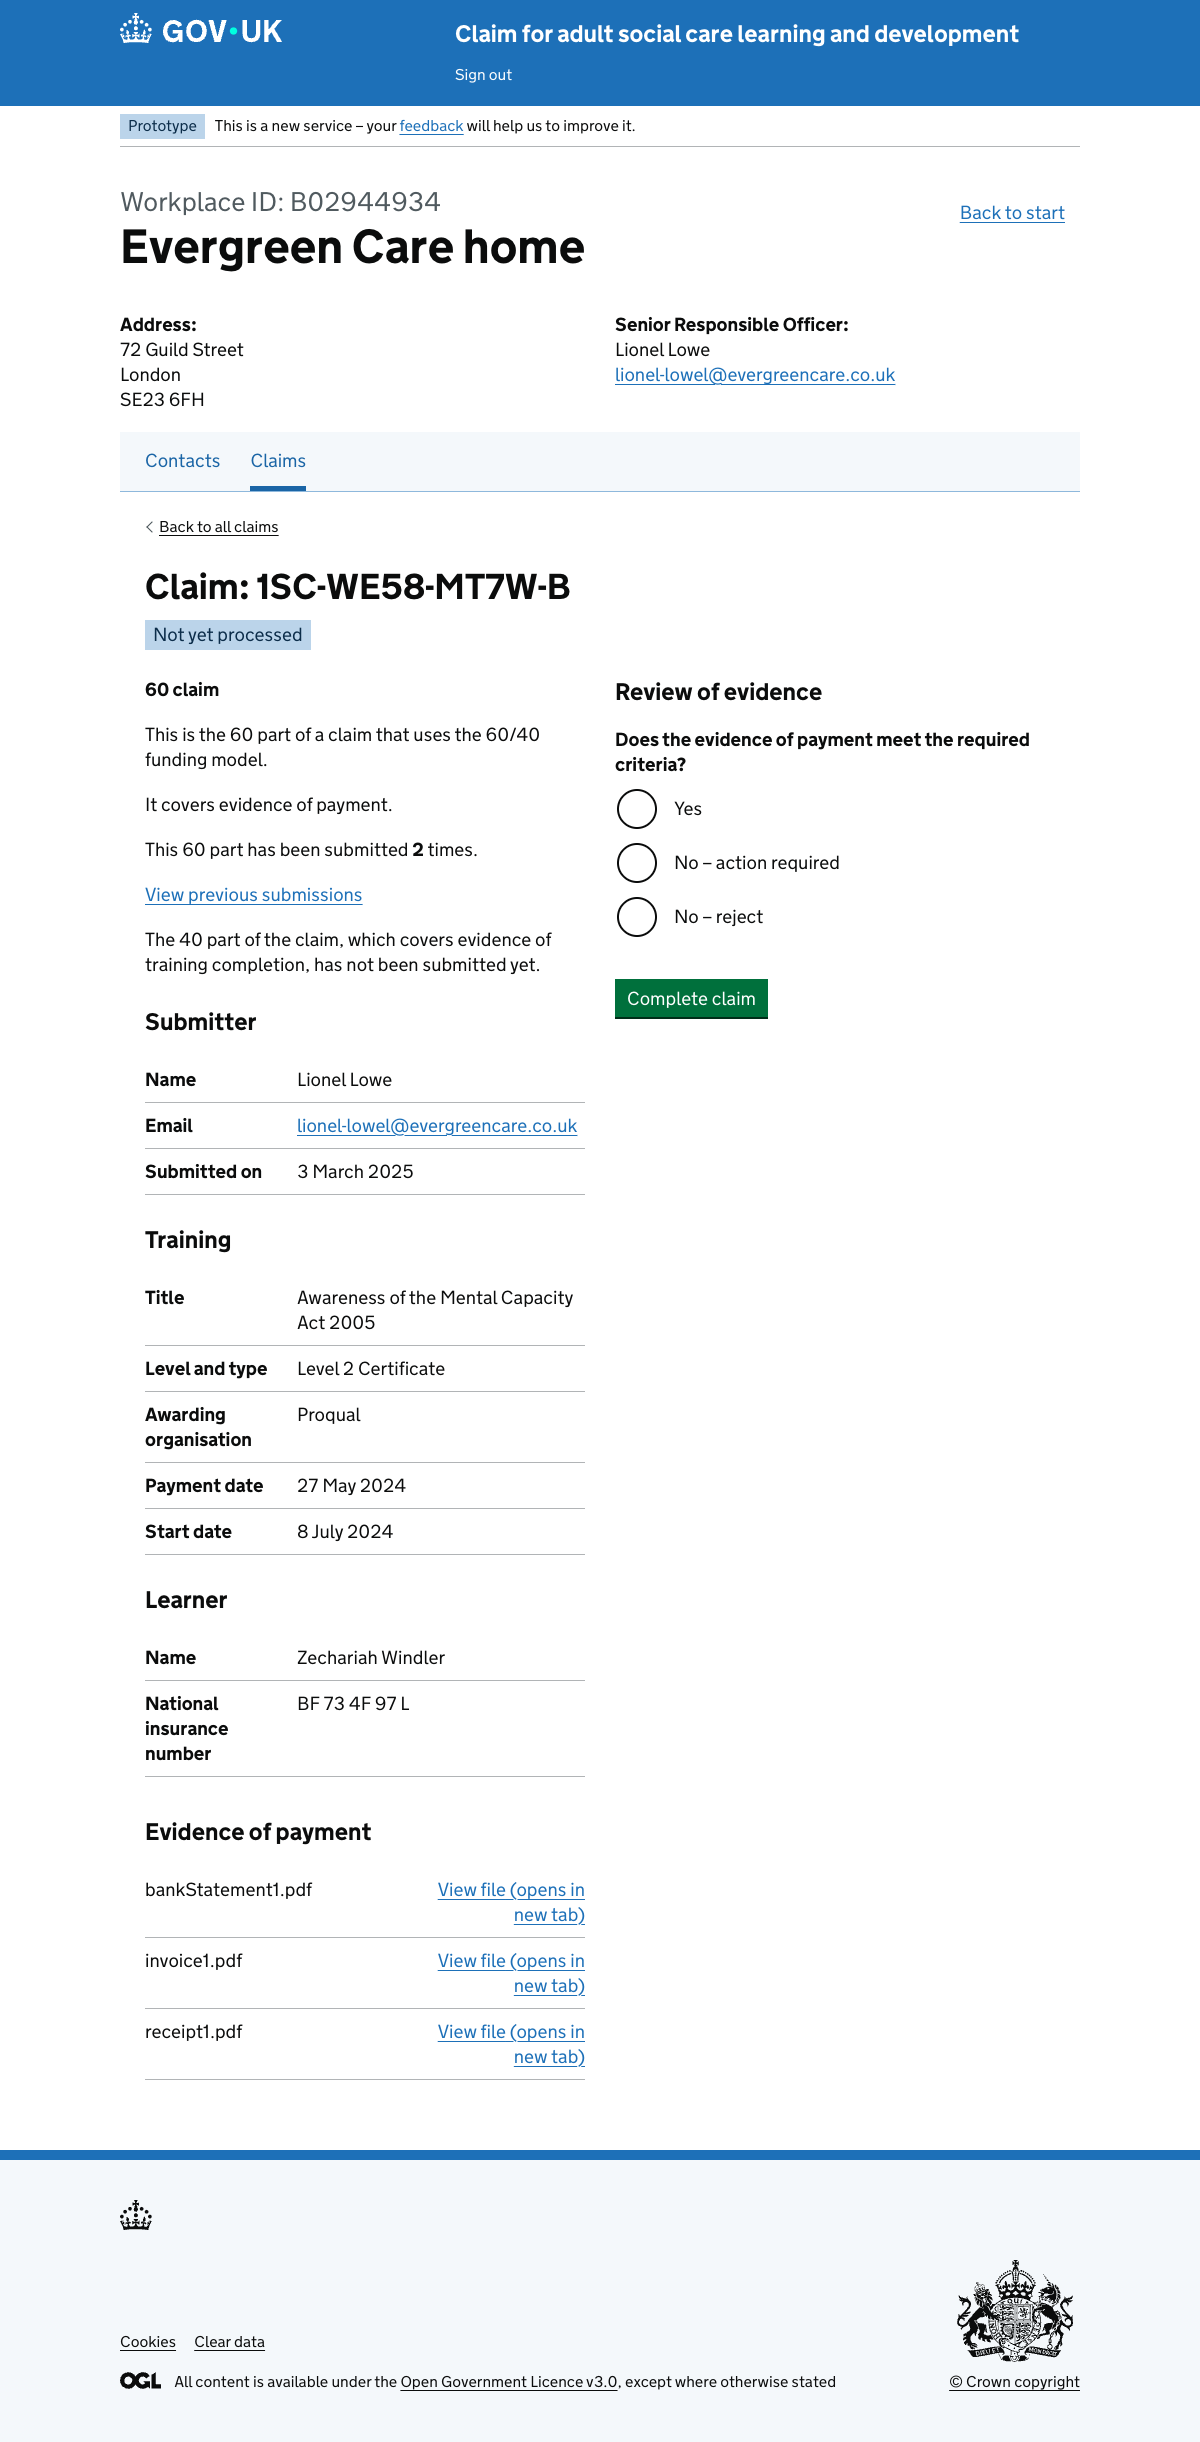 GOV·UK
Claim for adult social care learning and development
Sign out
Prototype This is a new service – your feedback will help us to improve it.
Workplace ID: B02944934
Back to start
Evergreen Care home
Address:
72 Guild Street
London
SE23 6FH
Senior Responsible Officer:
Lionel Lowe
lionel-lowel@evergreencare.co.uk
Contacts Claims
Back to all claims
Claim: 1SC-WE58-MT7W-B
Not yet processed
60 claim
This is the 60 part of a claim that uses the 60/40
funding model.
It covers evidence of payment.
This 60 part has been submitted 2 times.
View previous submissions
The 40 part of the claim, which covers evidence of
training completion, has not been submitted yet.
Submitter
Name Lionel Lowe
Email lionel-lowel@evergreencare.co.uk
Submitted on 3 March 2025
Training
Title Awareness of the Mental Capacity
Act 2005
Level and type Level 2 Certificate
Awarding Proqual
organisation
Payment date 27 May 2024
Start date 8 July 2024
Learner
Name Zechariah Windler
National BF 73 4F 97 L
insurance
number
Evidence of payment
bankStatement1.pdf View file (opens in
new tab)
invoice1.pdf View file (opens in
new tab)
receipt1.pdf View file (opens in
new tab)
Review of evidence
Does the evidence of payment meet the required
criteria?
Yes
No – action required
No – reject
Complete claim
Cookies Clear data
OGL All content is available under the Open Government Licence v3.0, except where otherwise stated
© Crown copyright